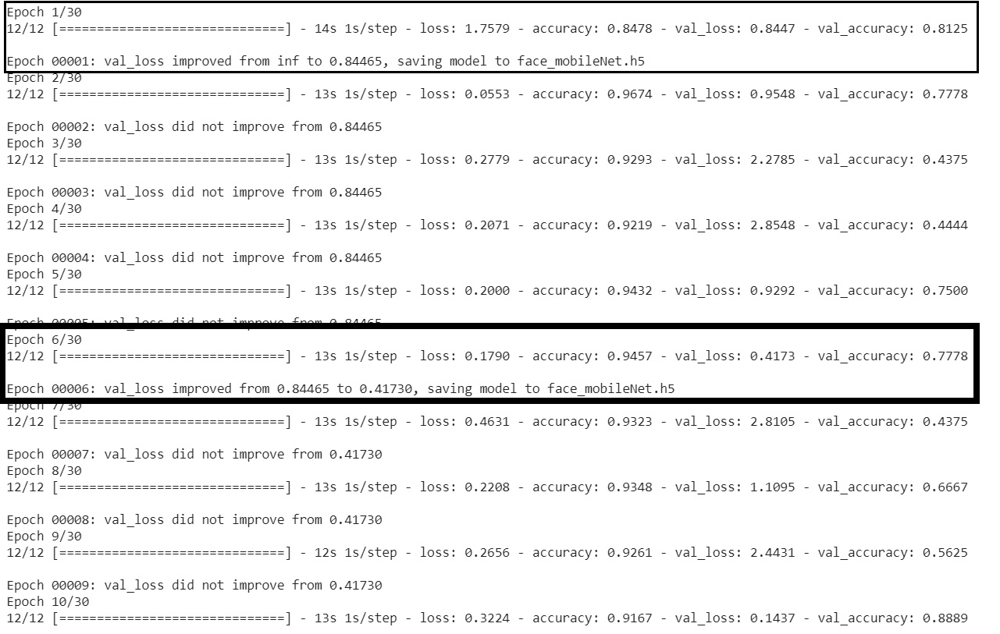 Epoch 1/30
12/12 [==============================] - 14s 1s/step - loss: 1.7579 - accuracy: 0.8478 - val_loss: 0.8447 - val_accuracy: 0.8125
Epoch 00001: val_loss improved from inf to 0.84465, saving model to face_mobileNet.h5
Epoch 2/30
12/12 [==============================] - 13s 1s/step - loss: 0.0553 - accuracy: 0.9674 - val_loss: 0.9548 - val_accuracy: 0.7778
Epoch 00002: val_loss did not improve from 0.84465
Epoch 3/30
12/12 [==============================] - 13s 1s/step - loss: 0.2779 - accuracy: 0.9293 - val_loss: 2.2785 - val_accuracy: 0.4375
Epoch 00003: val_loss did not improve from 0.84465
Epoch 4/30
12/12 [==============================] - 13s 1s/step - loss: 0.2071 - accuracy: 0.9219 - val_loss: 2.8548 - val_accuracy: 0.4444
Epoch 00004: val_loss did not improve from 0.84465
Epoch 5/30
12/12 [==============================] - 13s 1s/step - loss: 0.2000 - accuracy: 0.9432 - val_loss: 0.9292 - val_accuracy: 0.7500
Epoch 00005: val_loss did not improve from 0.84465
Epoch 6/30
12/12 [==============================] - 13s 1s/step - loss: 0.1790 - accuracy: 0.9457 - val_loss: 0.4173 - val_accuracy: 0.7778
Epoch 00006: val_loss improved from 0.84465 to 0.41730, saving model to face_mobileNet.h5
Epoch 7/30
12/12 [==============================] - 13s 1s/step - loss: 0.4631 - accuracy: 0.9323 - val_loss: 2.8105 - val_accuracy: 0.4375
Epoch 00007: val_loss did not improve from 0.41730
Epoch 8/30
12/12 [==============================] - 13s 1s/step - loss: 0.2208 - accuracy: 0.9348 - val_loss: 1.1095 - val_accuracy: 0.6667
Epoch 00008: val_loss did not improve from 0.41730
Epoch 9/30
12/12 [==============================] - 12s 1s/step - loss: 0.2656 - accuracy: 0.9261 - val_loss: 2.4431 - val_accuracy: 0.5625
Epoch 00009: val_loss did not improve from 0.41730
Epoch 10/30
12/12 [==============================] - 13s 1s/step - loss: 0.3224 - accuracy: 0.9167 - val_loss: 0.1437 - val_accuracy: 0.8889